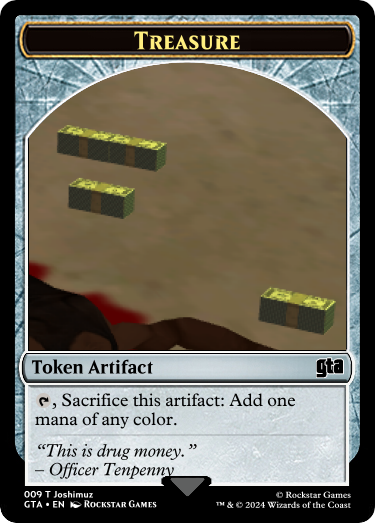 TREASURE
Token Artifact gta
, Sacrifice this artifact: Add one
mana of any color.
“This is drug money.”
– Officer Tenpenny
009 T Joshimuz © Rockstar Games
GTA • EN ROCKSTAR GAMES ™ & © 2024 Wizards of the Coast